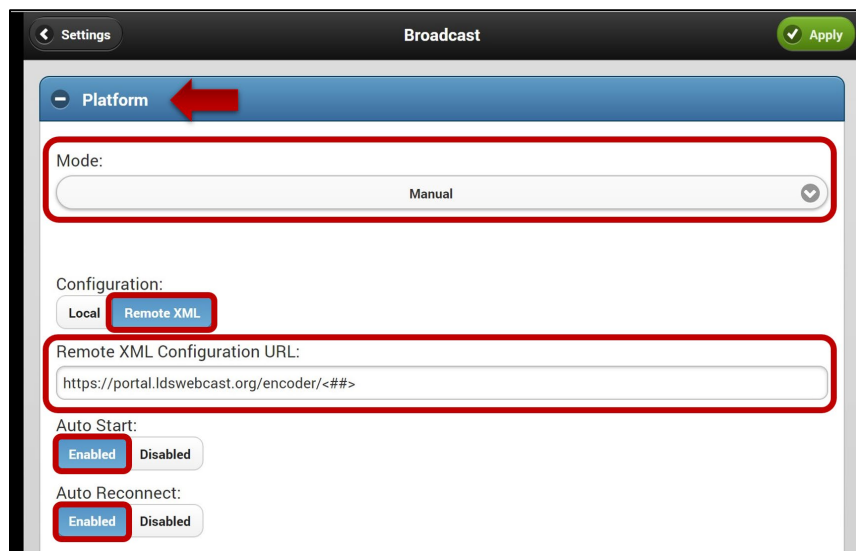 Settings Broadcast Apply
Platform
Mode:
Manual
Configuration:
Local Remote XML
Remote XML Configuration URL:
https://portal.ldswebcast.org/encoder/<##>
Auto Start:
Enabled Disabled
Auto Reconnect:
Enabled Disabled